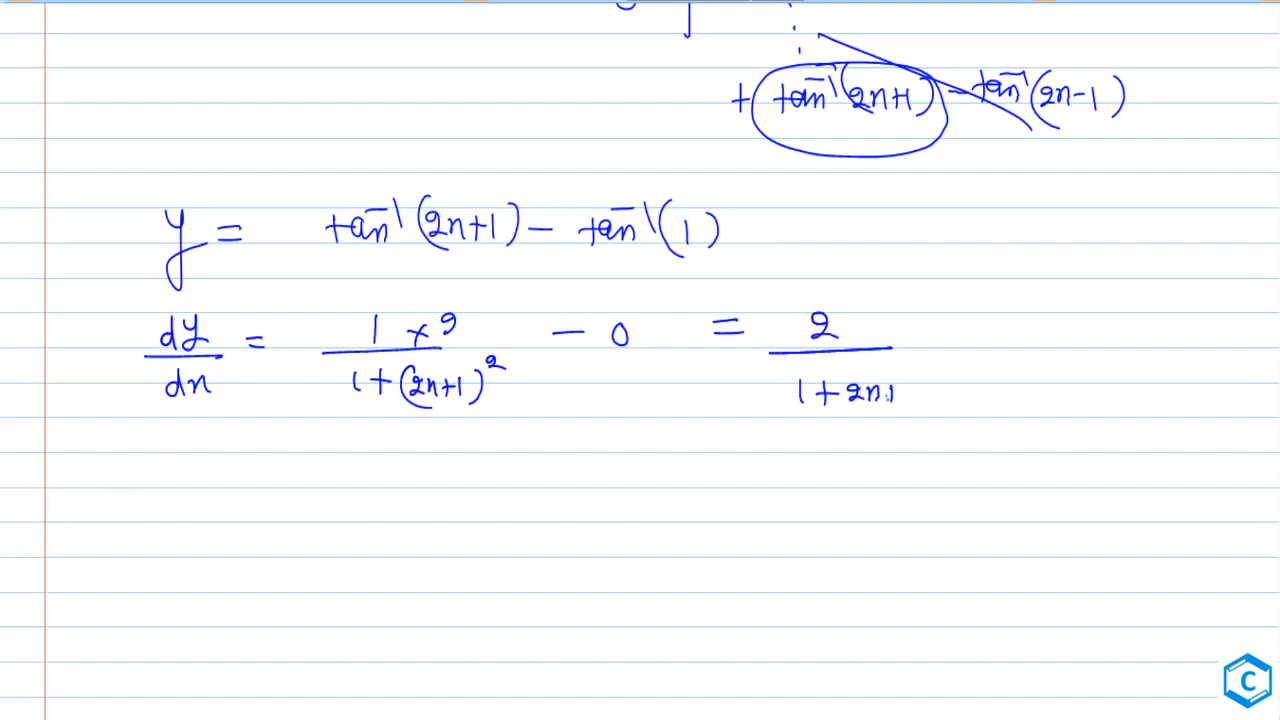 + tan⁻¹(2n+1) - tan⁻¹(2n-1)
y = tan⁻¹(2n+1) - tan⁻¹(1)
dy/dn = 1 × 2 / 1+(2n+1)² - 0 = 2 / 1+2n
C